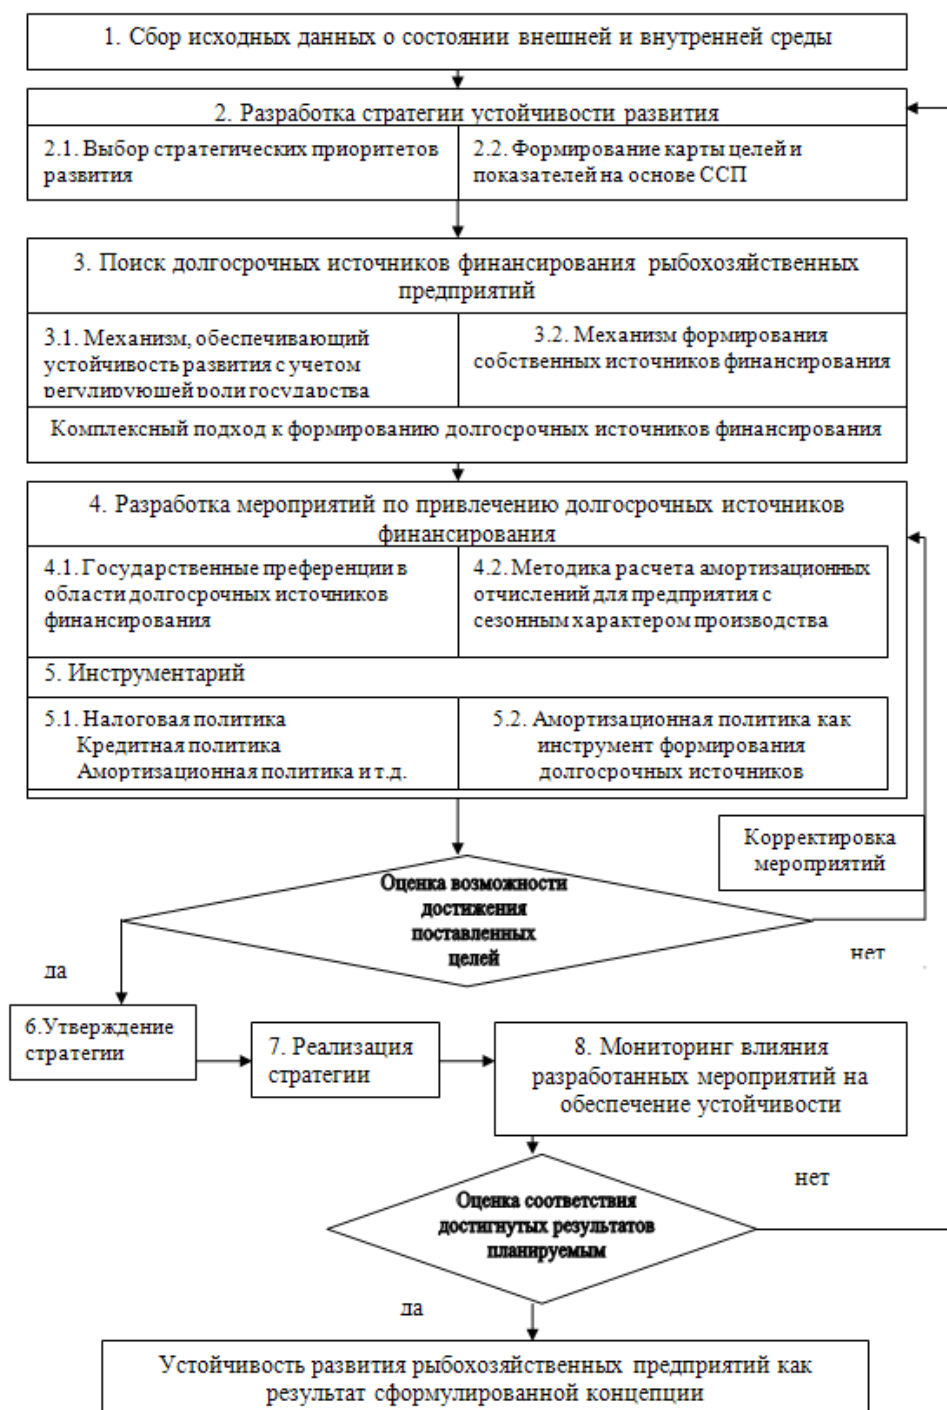 1. Сбор исходных данных о состоянии внешней и внутренней среды
2. Разработка стратегии устойчивости развития
2.1. Выбор стратегических приоритетов
развития
2.2. Формирование карты целей и
показателей на основе ССП
3. Поиск долгосрочных источников финансирования рыбохозяйственных
предприятий
3.1. Механизм, обеспечивающий
устойчивость развития с учетом
регулирующей роли государства
3.2. Механизм формирования
собственных источников финансирования
Комплексный подход к формированию долгосрочных источников финансирования
4. Разработка мероприятий по привлечению долгосрочных источников
финансирования
4.1. Государственные преференции в
области долгосрочных источников
финансирования
4.2. Методика расчета амортизационных
отчислений для предприятия с
сезонным характером производства
5. Инструментарий
5.1. Налоговая политика
Кредитная политика
Амортизационная политика и т.д.
5.2. Амортизационная политика как
инструмент формирования
долгосрочных источников
Корректировка
мероприятий
Оценка возможности
достижения
поставленных
целей
да
нет
6.Утверждение
стратегии
7. Реализация
стратегии
8. Мониторинг влияния
разработанных мероприятий на
обеспечение устойчивости
нет
Оценка соответствия
достигнутых результатов
планируемым
да
Устойчивость развития рыбохозяйственных предприятий как
результат сформулированной концепции